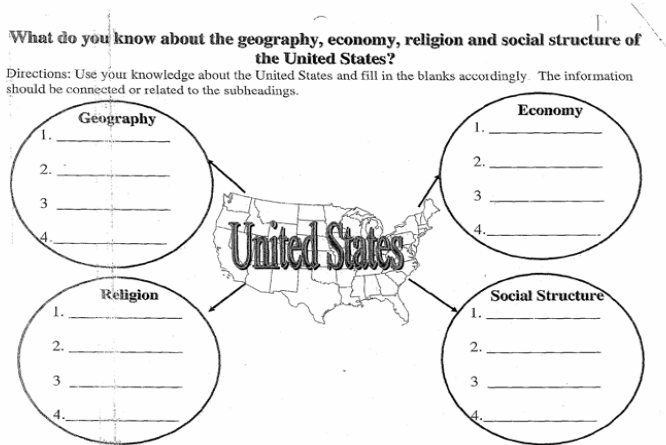 What do you know about the geography, economy, religion and social structure of
the United States?
Directions: Use your knowledge about the United States and fill in the blanks accordingly. The information
should be connected or related to the subheadings.
Geography
1.
2.
3
4.
Economy
1.
2.
3
4.
United States
Religion
1.
2.
3
4.
Social Structure
1.
2.
3
4.